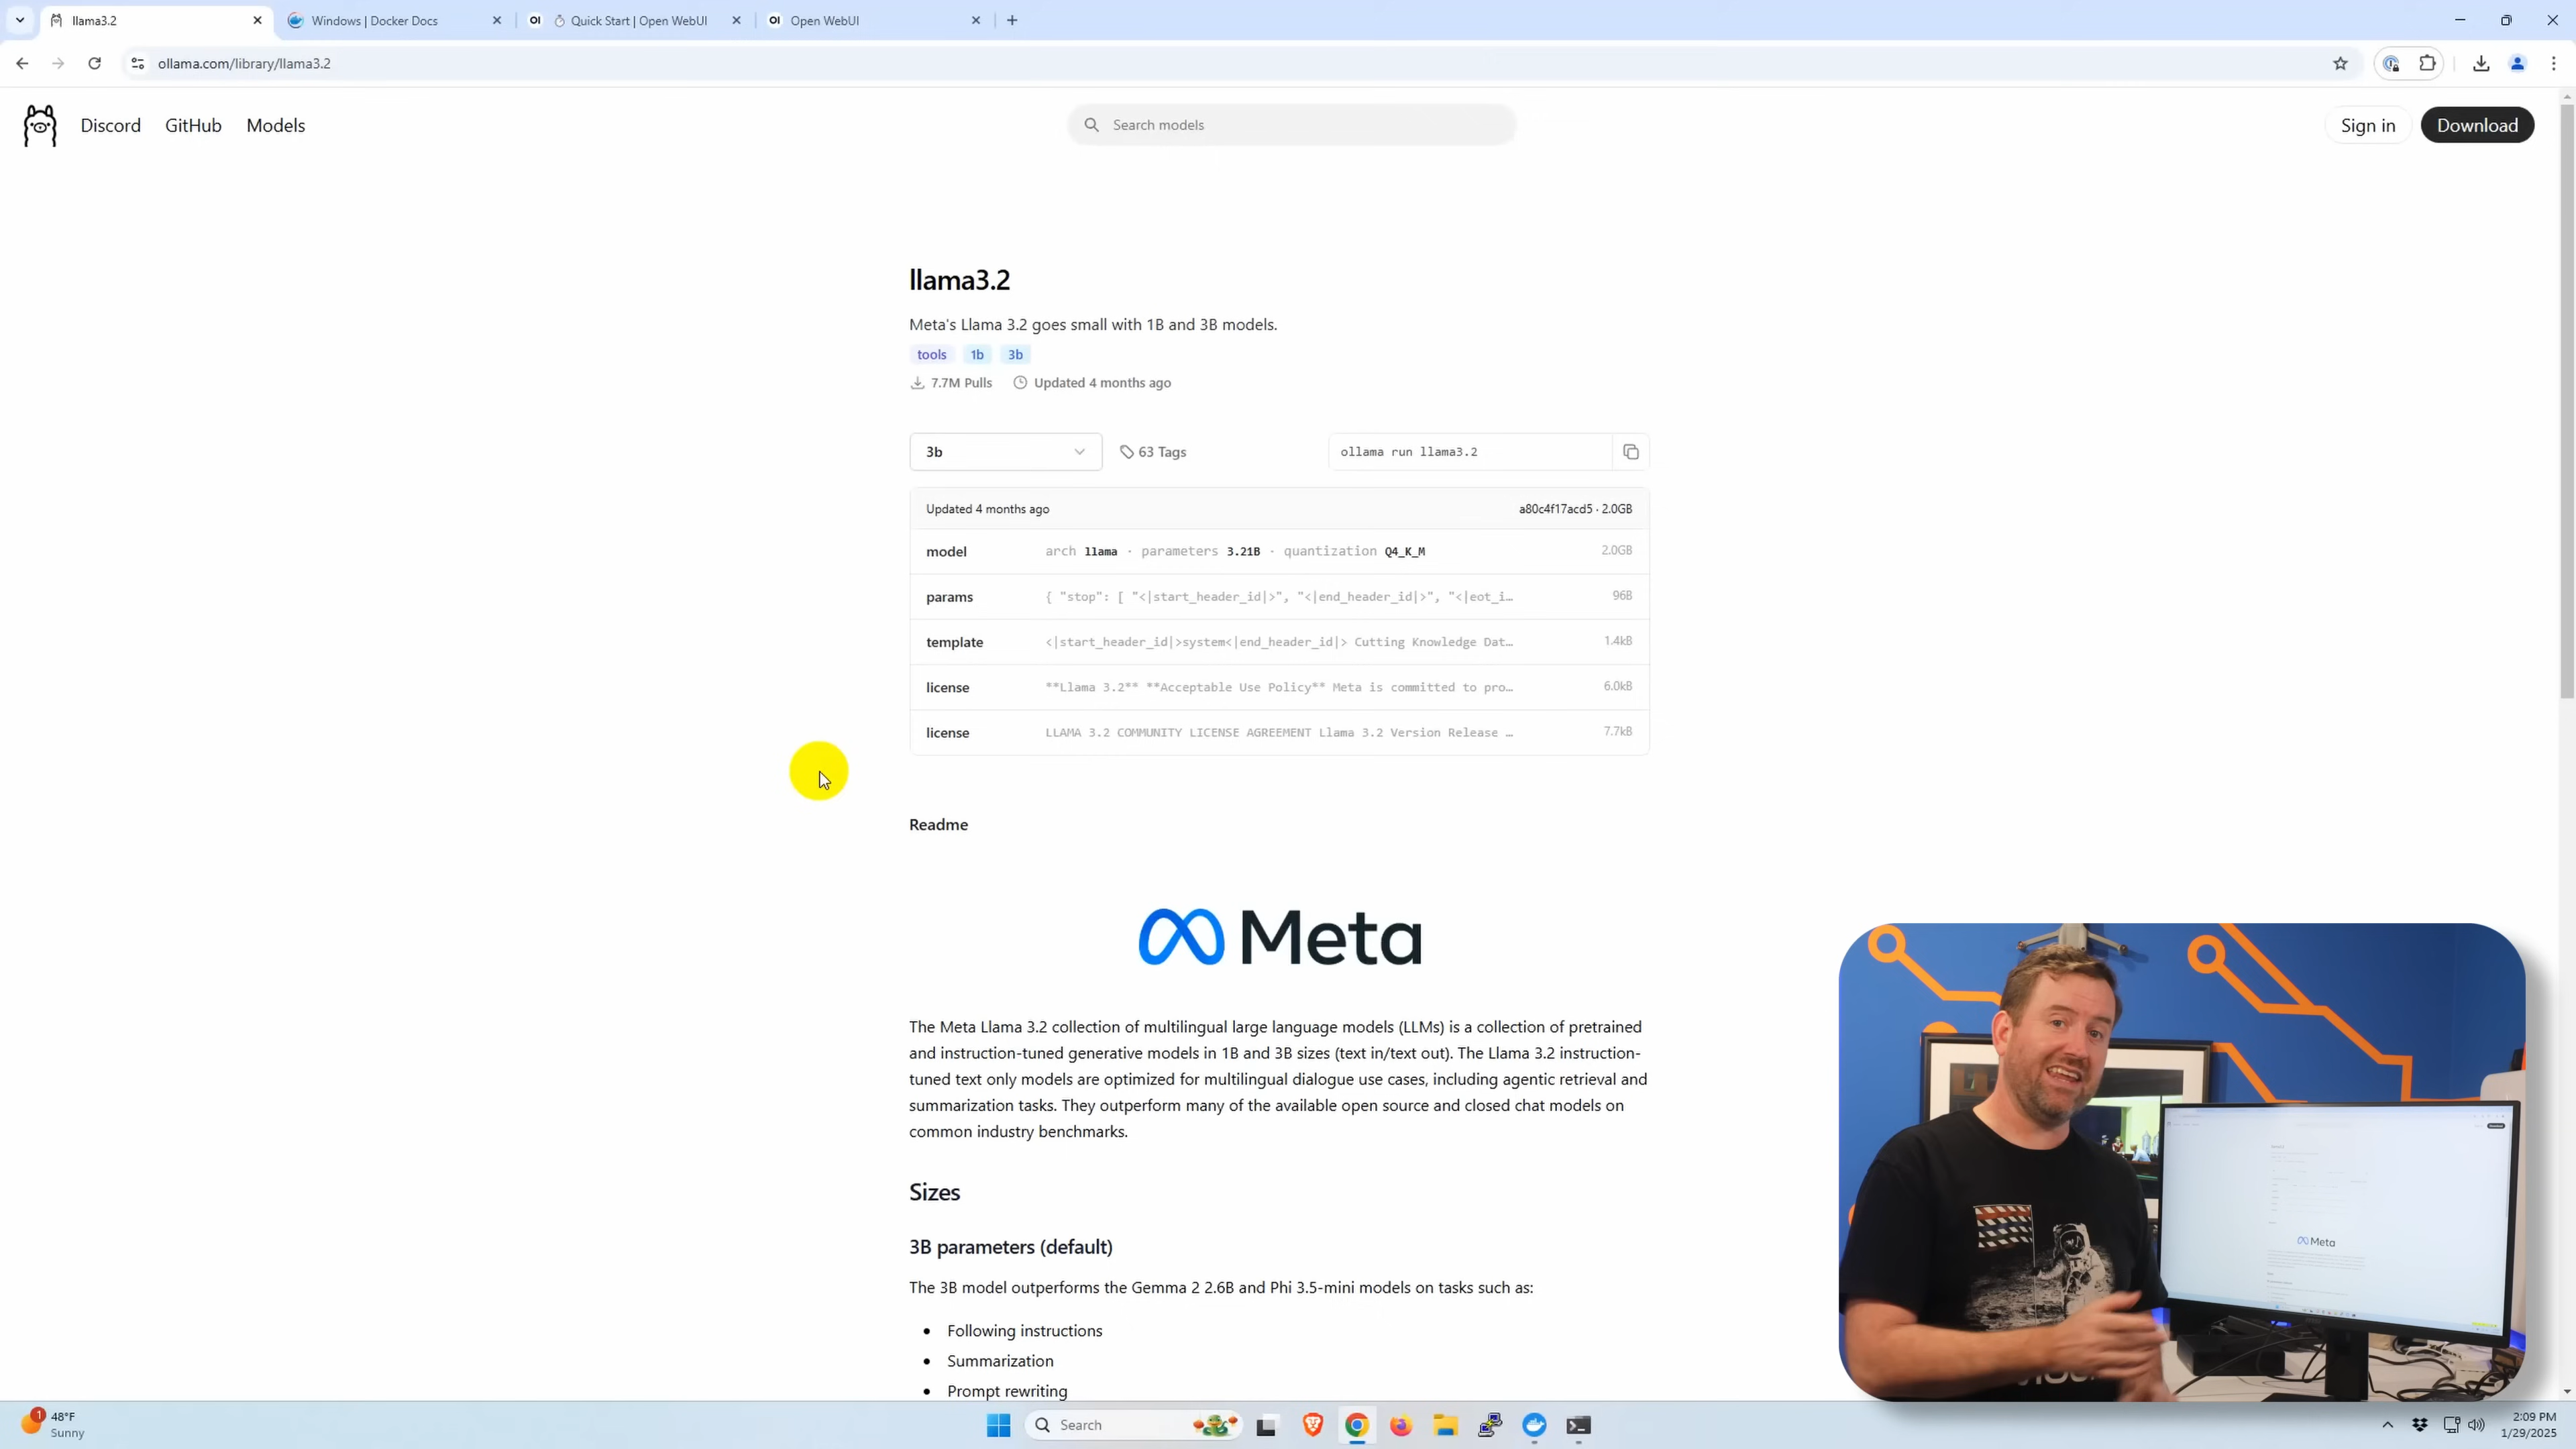 llama3.2
Windows | Docker Docs
Quick Start | Open WebUI
Open WebUI
ollama.com/library/llama3.2
Discord
GitHub
Models
Search models
Sign in
Download
llama3.2
Meta's Llama 3.2 goes small with 1B and 3B models.
tools 1b 3b
7.7M Pulls Updated 4 months ago
3b
63 Tags
ollama run llama3.2
Updated 4 months ago
a80c4f17acd5 · 2.0GB
model arch llama · parameters 3.21B · quantization Q4_K_M 2.0GB
params { "stop": [ "<|start_header_id|>", "<|end_header_id|>", "<|eot_i… 96B
template <|start_header_id|>system<|end_header_id|> Cutting Knowledge Dat… 1.4kB
license **Llama 3.2** **Acceptable Use Policy** Meta is committed to pro… 6.0kB
license LLAMA 3.2 COMMUNITY LICENSE AGREEMENT Llama 3.2 Version Release … 7.7kB
Readme
Meta
The Meta Llama 3.2 collection of multilingual large language models (LLMs) is a collection of pretrained
and instruction-tuned generative models in 1B and 3B sizes (text in/text out). The Llama 3.2 instruction-
tuned text only models are optimized for multilingual dialogue use cases, including agentic retrieval and
summarization tasks. They outperform many of the available open source and closed chat models on
common industry benchmarks.
Sizes
3B parameters (default)
The 3B model outperforms the Gemma 2 2.6B and Phi 3.5-mini models on tasks such as:
Following instructions
Summarization
Prompt rewriting
Meta
1
48°F
Sunny
Search
2:09 PM
1/29/2025